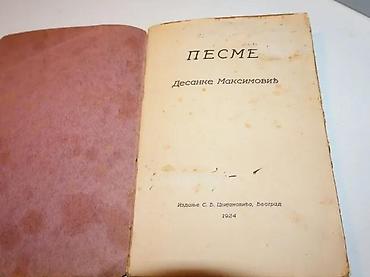 ПЕСМЕ
Десанке Максимовић
Издање С. Б. Цвијановића, Београд
1924